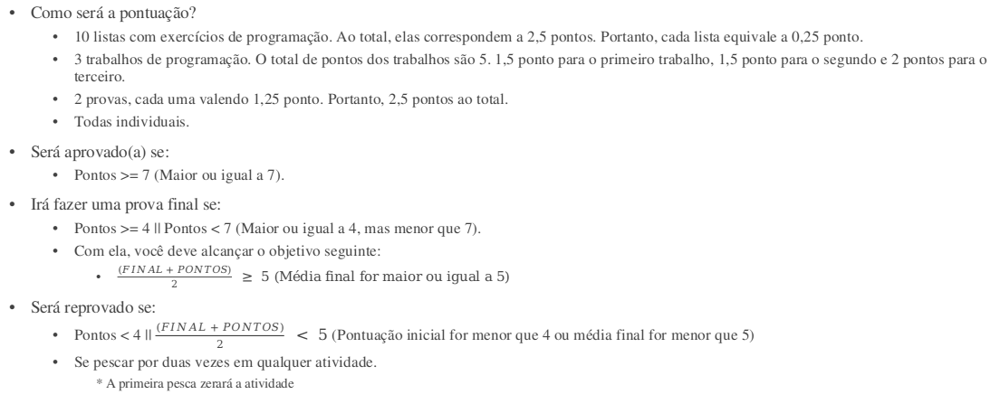 • Como será a pontuação?
• 10 listas com exercícios de programação. Ao total, elas correspondem a 2,5 pontos. Portanto, cada lista equivale a 0,25 ponto.
• 3 trabalhos de programação. O total de pontos dos trabalhos são 5. 1,5 ponto para o primeiro trabalho, 1,5 ponto para o segundo e 2 pontos para o
terceiro.
• 2 provas, cada uma valendo 1,25 ponto. Portanto, 2,5 pontos ao total.
• Todas individuais.
• Será aprovado(a) se:
• Pontos >= 7 (Maior ou igual a 7).
• Irá fazer uma prova final se:
• Pontos >= 4 || Pontos < 7 (Maior ou igual a 4, mas menor que 7).
• Com ela, você deve alcançar o objetivo seguinte:
• (FINAL + PONTOS)/2 ≥ 5 (Média final for maior ou igual a 5)
• Será reprovado se:
• Pontos < 4 || (FINAL + PONTOS)/2 < 5 (Pontuação inicial for menor que 4 ou média final for menor que 5)
• Se pescar por duas vezes em qualquer atividade.
* A primeira pesca zerará a atividade